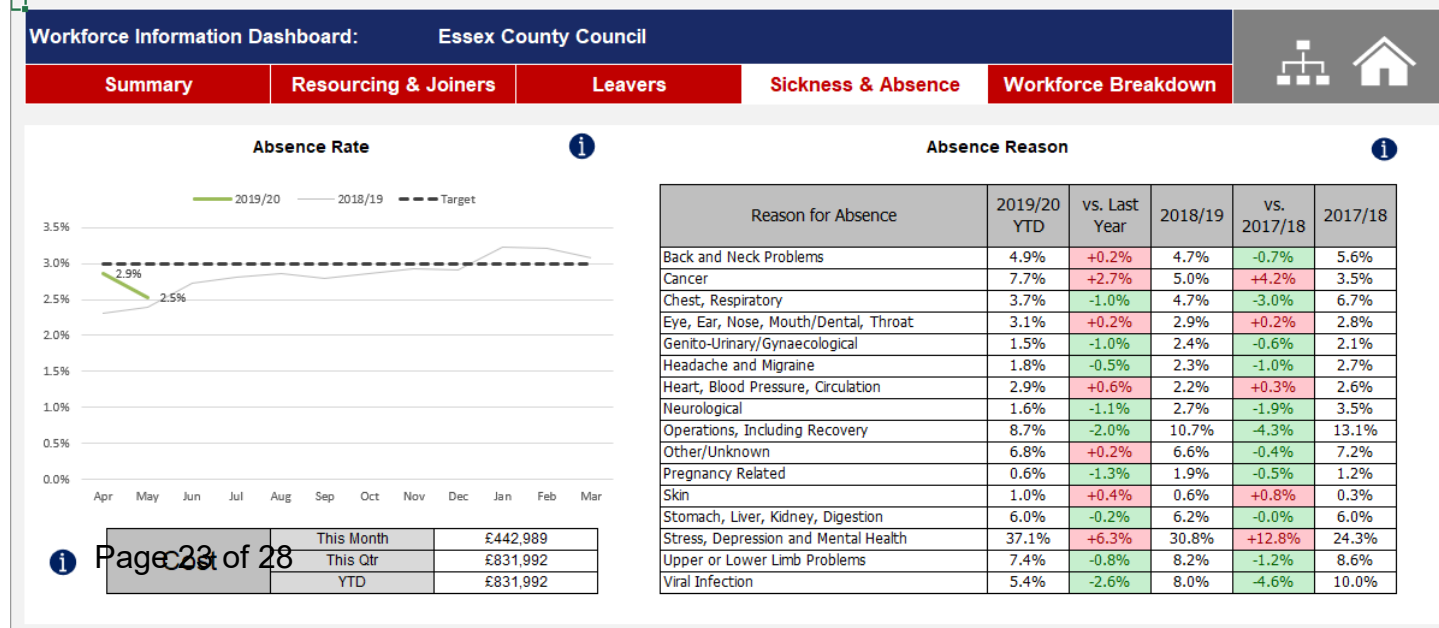 Workforce Information Dashboard: Essex County Council
Summary Resourcing & Joiners Leavers Sickness & Absence Workforce Breakdown
Absence Rate
2019/20 2018/19 Target
3.5%
3.0%
2.9%
2.5%
2.5%
2.0%
1.5%
1.0%
0.5%
0.0%
Apr May Jun Jul Aug Sep Oct Nov Dec Jan Feb Mar
Cost
This Month £442,989
This Qtr £831,992
YTD £831,992
Page 23 of 28
Absence Reason
Reason for Absence 2019/20 YTD vs. Last Year 2018/19 vs. 2017/18 2017/18
Back and Neck Problems 4.9% +0.2% 4.7% -0.7% 5.6%
Cancer 7.7% +2.7% 5.0% +4.2% 3.5%
Chest, Respiratory 3.7% -1.0% 4.7% -3.0% 6.7%
Eye, Ear, Nose, Mouth/Dental, Throat 3.1% +0.2% 2.9% +0.2% 2.8%
Genito-Urinary/Gynaecological 1.5% -1.0% 2.4% -0.6% 2.1%
Headache and Migraine 1.8% -0.5% 2.3% -1.0% 2.7%
Heart, Blood Pressure, Circulation 2.9% +0.6% 2.2% +0.3% 2.6%
Neurological 1.6% -1.1% 2.7% -1.9% 3.5%
Operations, Including Recovery 8.7% -2.0% 10.7% -4.3% 13.1%
Other/Unknown 6.8% +0.2% 6.6% -0.4% 7.2%
Pregnancy Related 0.6% -1.3% 1.9% -0.5% 1.2%
Skin 1.0% +0.4% 0.6% +0.8% 0.3%
Stomach, Liver, Kidney, Digestion 6.0% -0.2% 6.2% -0.0% 6.0%
Stress, Depression and Mental Health 37.1% +6.3% 30.8% +12.8% 24.3%
Upper or Lower Limb Problems 7.4% -0.8% 8.2% -1.2% 8.6%
Viral Infection 5.4% -2.6% 8.0% -4.6% 10.0%